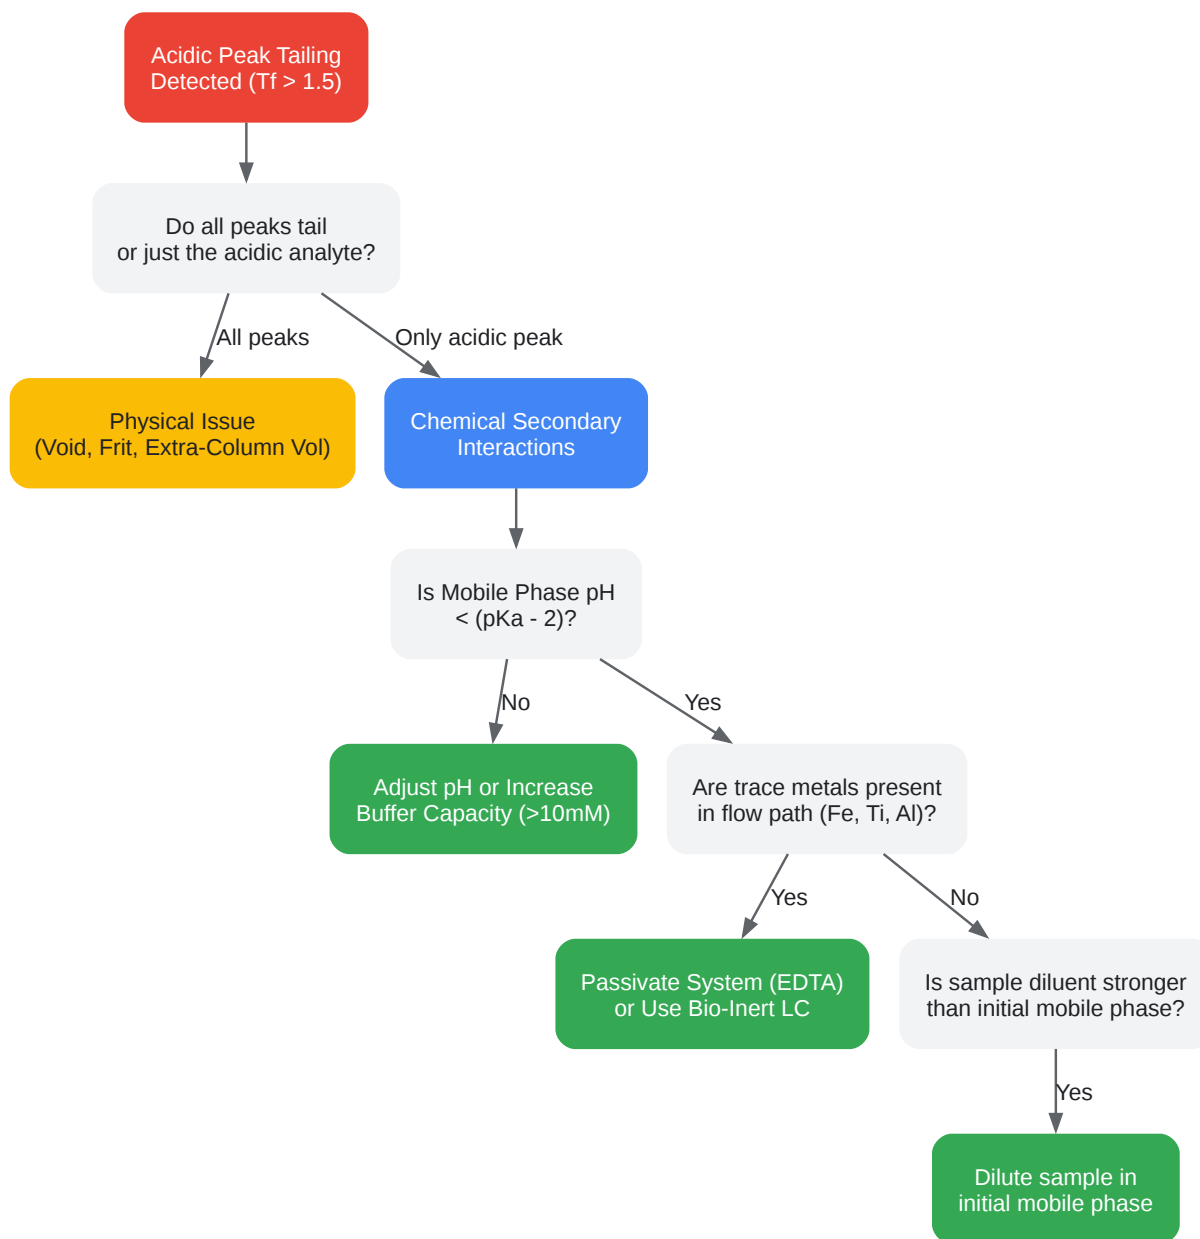 Acidic Peak Tailing
Detected (Tf > 1.5)
Do all peaks tail
or just the acidic analyte?
All peaks
Only acidic peak
Physical Issue
(Void, Frit, Extra-Column Vol)
Chemical Secondary
Interactions
Is Mobile Phase pH
< (pKa - 2)?
No
Yes
Adjust pH or Increase
Buffer Capacity (>10mM)
Are trace metals present
in flow path (Fe, Ti, Al)?
Yes
No
Passivate System (EDTA)
or Use Bio-Inert LC
Is sample diluent stronger
than initial mobile phase?
Yes
Dilute sample in
initial mobile phase